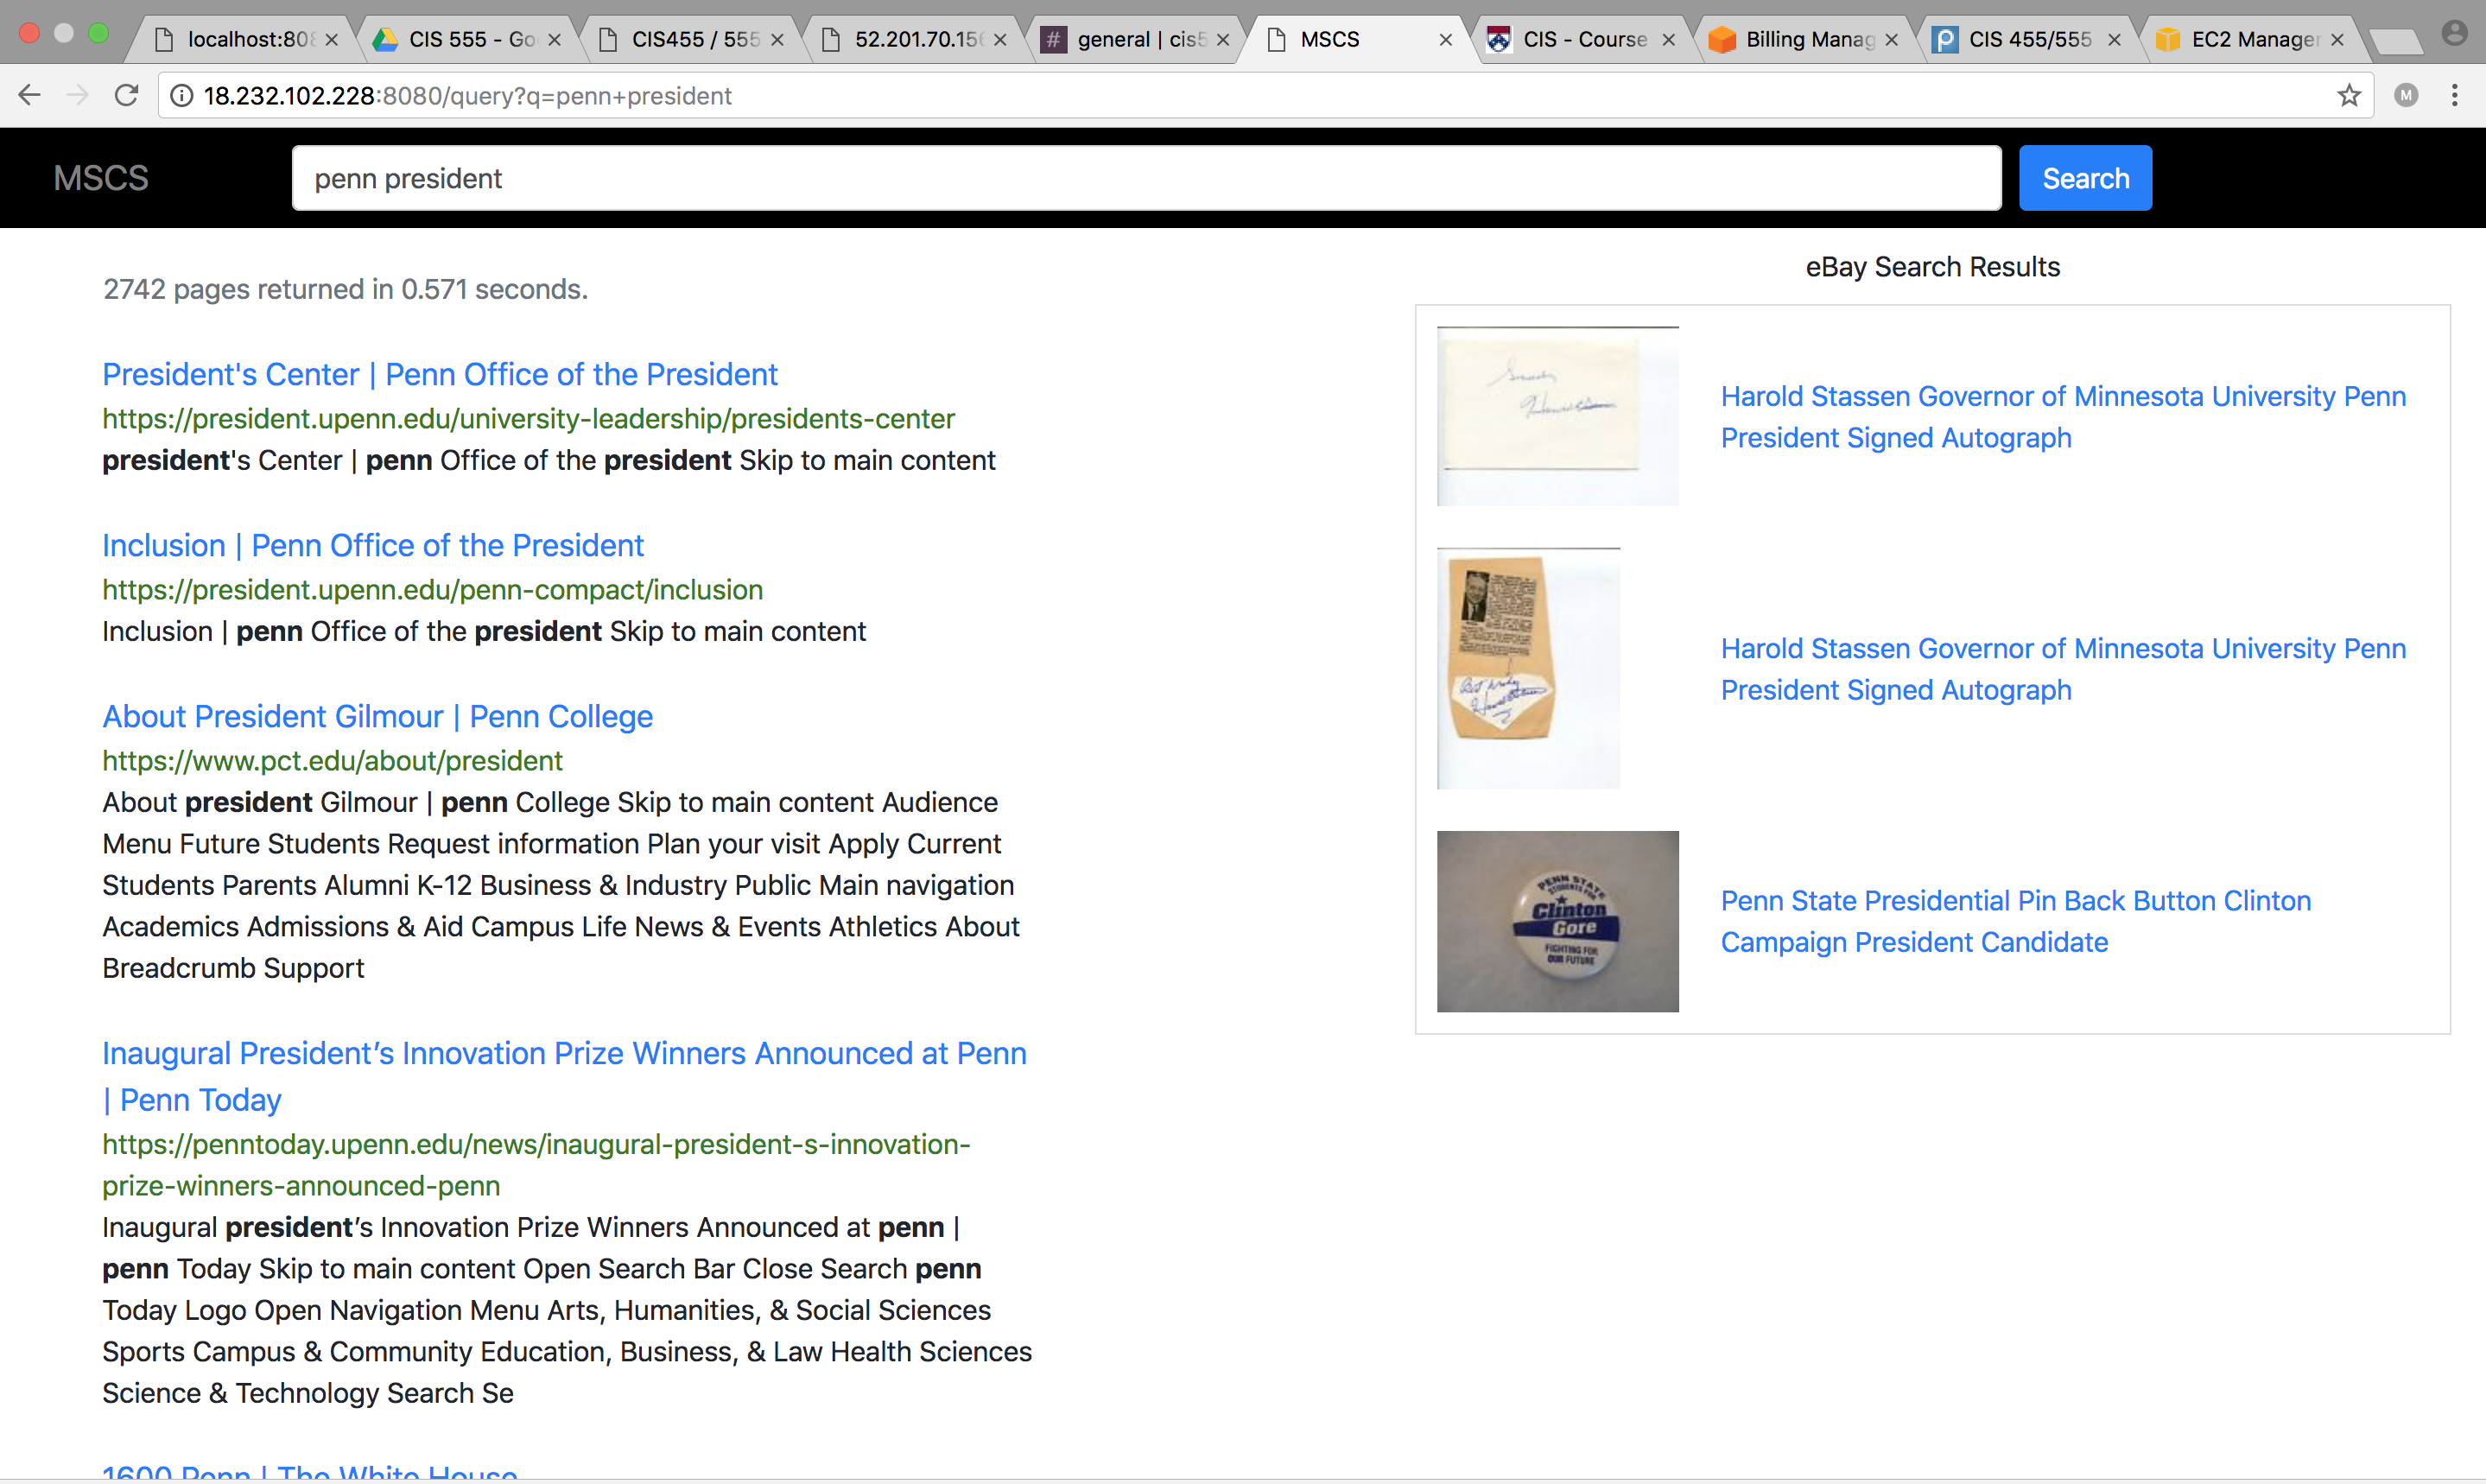 localhost:808
CIS 555 - Go
CIS455 / 555
52.201.70.156
# general | cis5
MSCS
CIS - Course
Billing Manag
CIS 455/555
EC2 Manager
18.232.102.228:8080/query?q=penn+president
M
MSCS
penn president
Search
2742 pages returned in 0.571 seconds.
President's Center | Penn Office of the President
https://president.upenn.edu/university-leadership/presidents-center
president's Center | penn Office of the president Skip to main content
Inclusion | Penn Office of the President
https://president.upenn.edu/penn-compact/inclusion
Inclusion | penn Office of the president Skip to main content
About President Gilmour | Penn College
https://www.pct.edu/about/president
About president Gilmour | penn College Skip to main content Audience
Menu Future Students Request information Plan your visit Apply Current
Students Parents Alumni K-12 Business & Industry Public Main navigation
Academics Admissions & Aid Campus Life News & Events Athletics About
Breadcrumb Support
Inaugural President’s Innovation Prize Winners Announced at Penn
| Penn Today
https://penntoday.upenn.edu/news/inaugural-president-s-innovation-
prize-winners-announced-penn
Inaugural president’s Innovation Prize Winners Announced at penn |
penn Today Skip to main content Open Search Bar Close Search penn
Today Logo Open Navigation Menu Arts, Humanities, & Social Sciences
Sports Campus & Community Education, Business, & Law Health Sciences
Science & Technology Search Se
1600 Penn | The White House
eBay Search Results
Harold Stassen Governor of Minnesota University Penn
President Signed Autograph
Best Wishes
Harold Stassen Governor of Minnesota University Penn
President Signed Autograph
PENN STATE
STUDENTS FOR
Clinton
Gore
FIGHTING FOR
OUR FUTURE
Penn State Presidential Pin Back Button Clinton
Campaign President Candidate